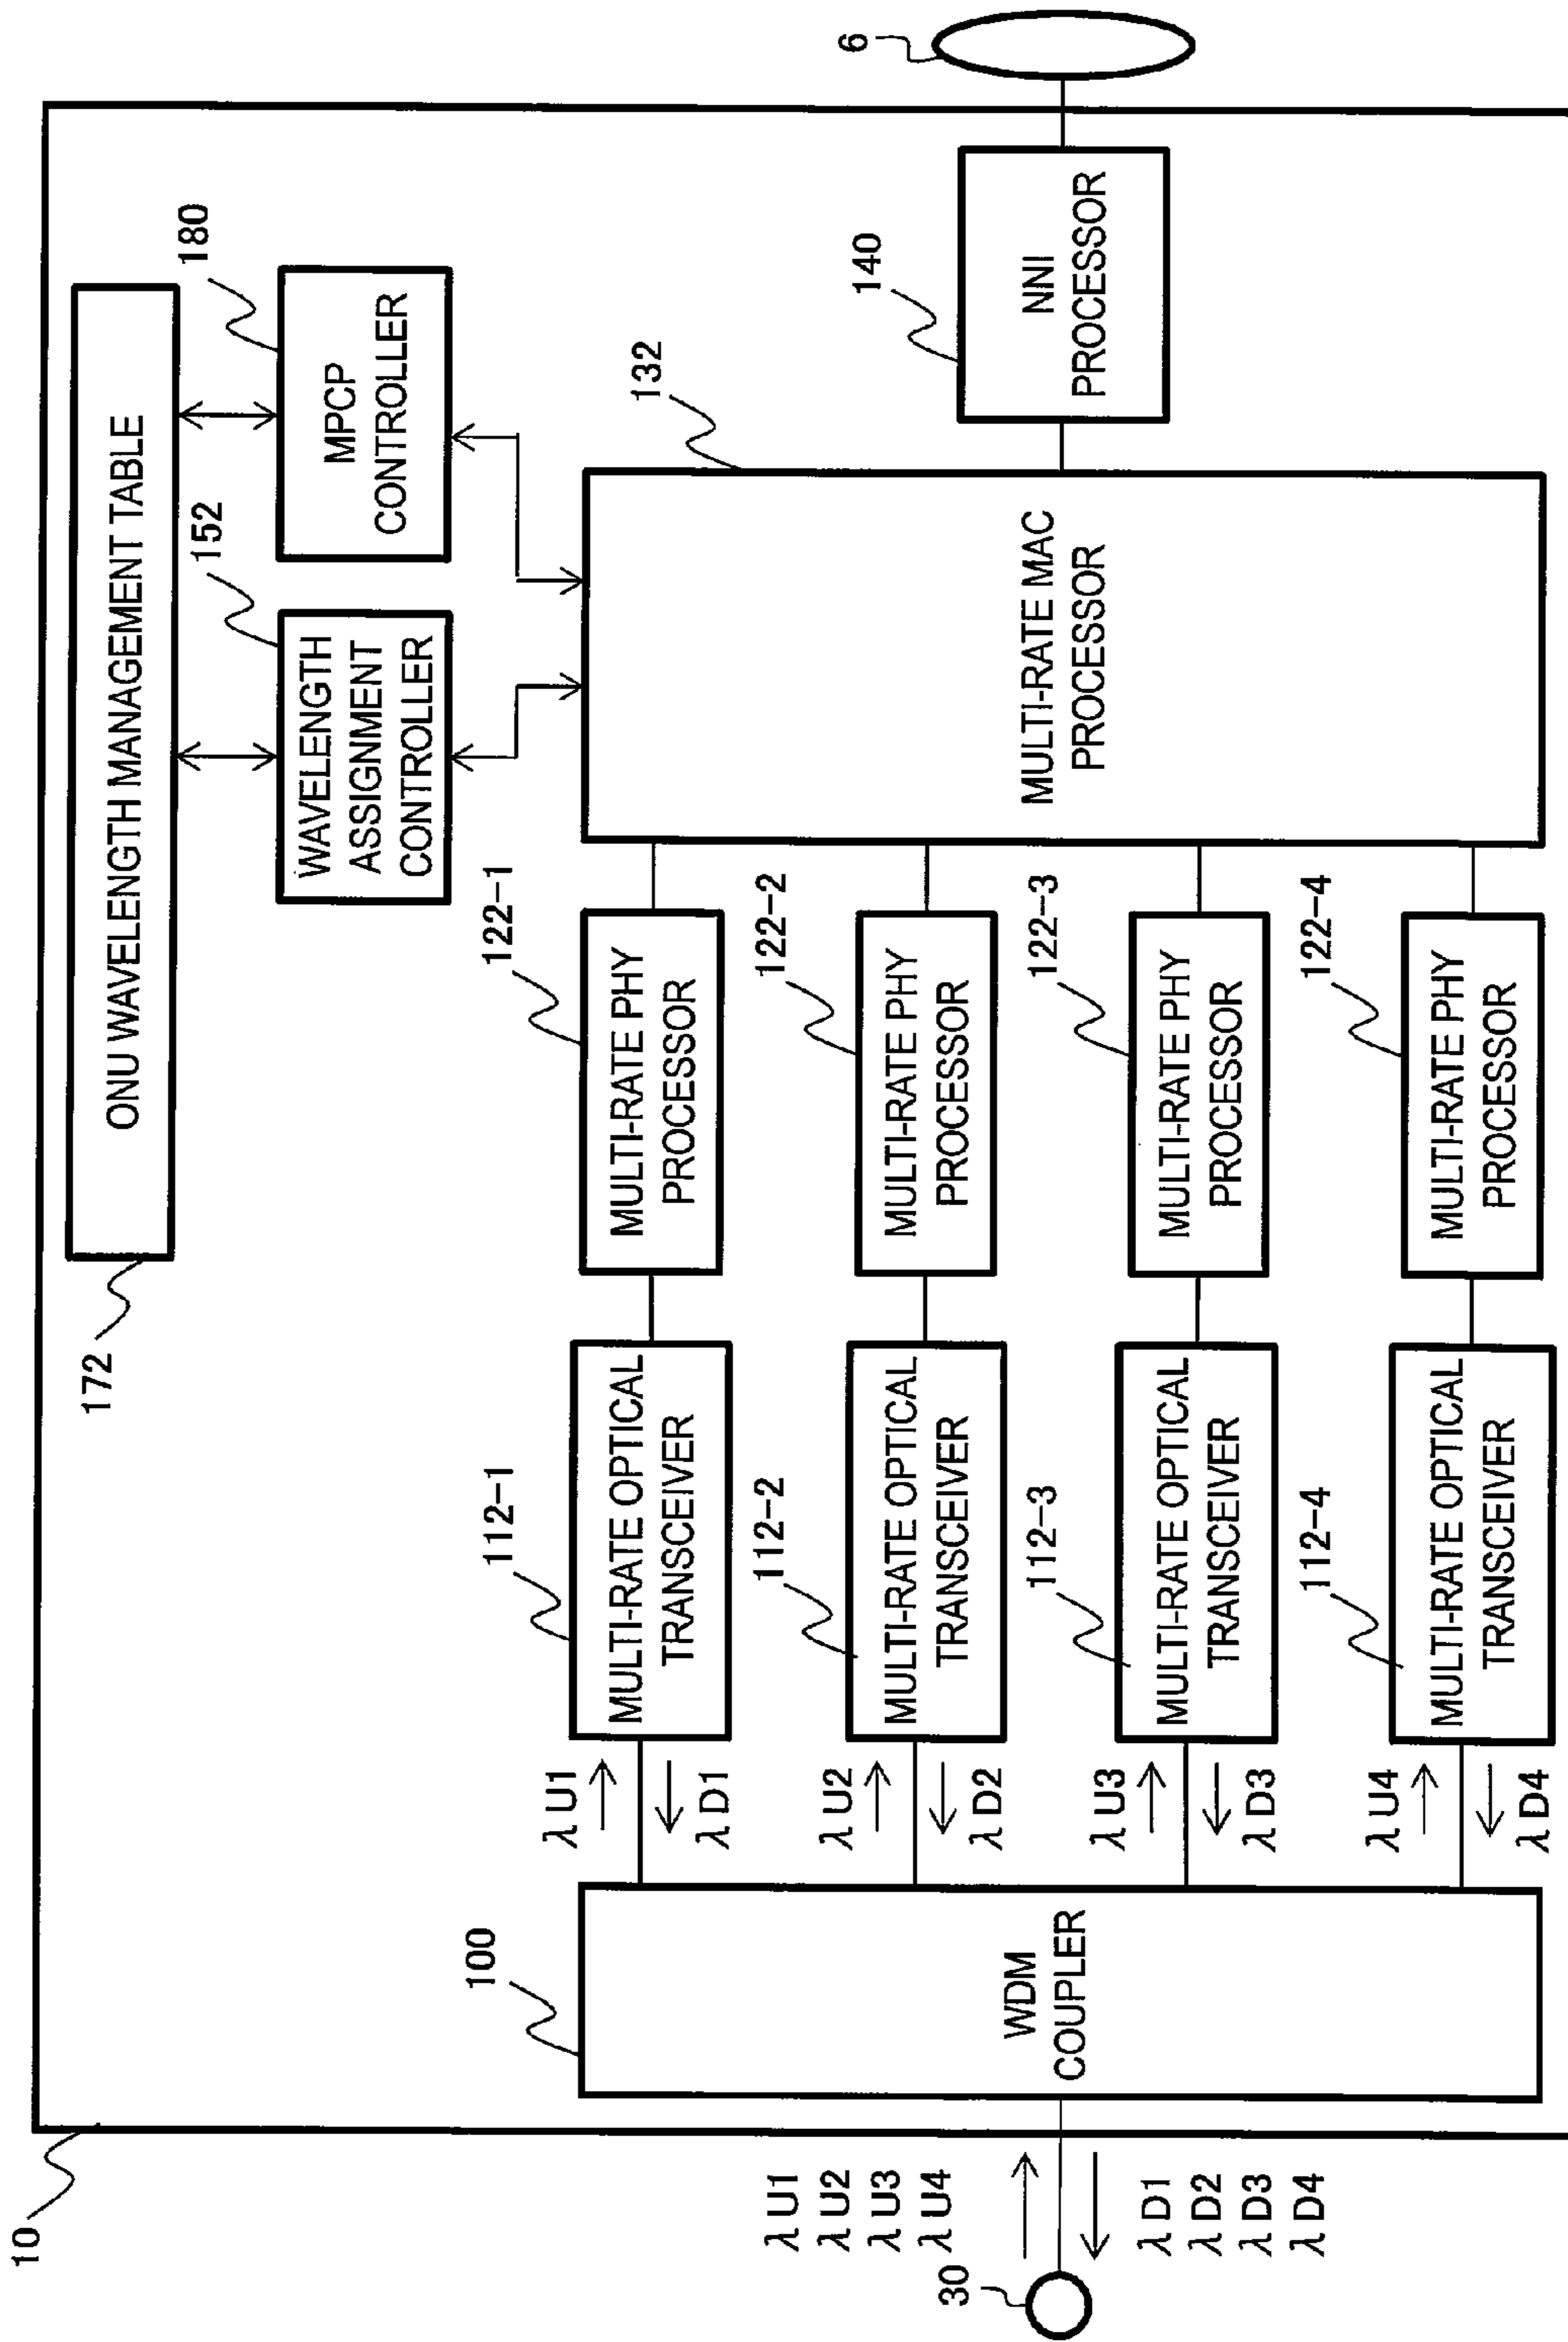 10
172
ONU WAVELENGTH MANAGEMENT TABLE
152
180
WAVELENGTH
ASSIGNMENT
CONTROLLER
MPCP
CONTROLLER
100
112-1
122-1
132
140
6
λU1
λD1
MULTI-RATE OPTICAL
TRANSCEIVER
MULTI-RATE PHY
PROCESSOR
112-2
122-2
λU2
λD2
MULTI-RATE OPTICAL
TRANSCEIVER
MULTI-RATE PHY
PROCESSOR
λU1
λU2
λU3
λU4
30
λD1
λD2
λD3
λD4
WDM
COUPLER
MULTI-RATE MAC
PROCESSOR
NNI
PROCESSOR
112-3
122-3
λU3
λD3
MULTI-RATE OPTICAL
TRANSCEIVER
MULTI-RATE PHY
PROCESSOR
112-4
122-4
λU4
λD4
MULTI-RATE OPTICAL
TRANSCEIVER
MULTI-RATE PHY
PROCESSOR